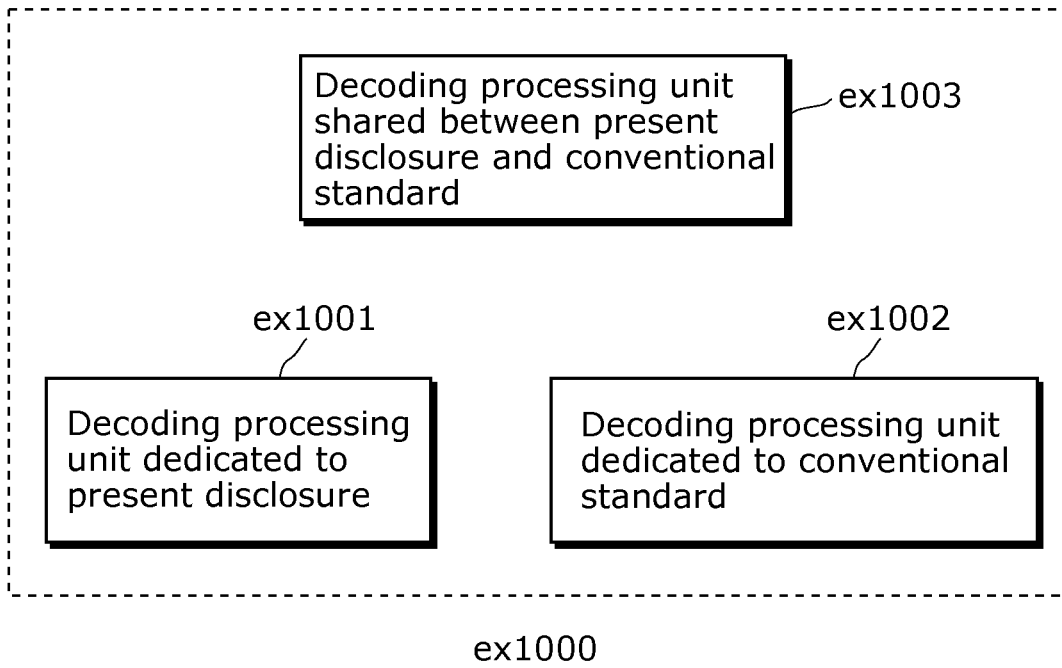 Decoding processing unit
shared between present
disclosure and conventional
standard
ex1003
ex1001
Decoding processing
unit dedicated to
present disclosure
ex1002
Decoding processing unit
dedicated to conventional
standard
ex1000